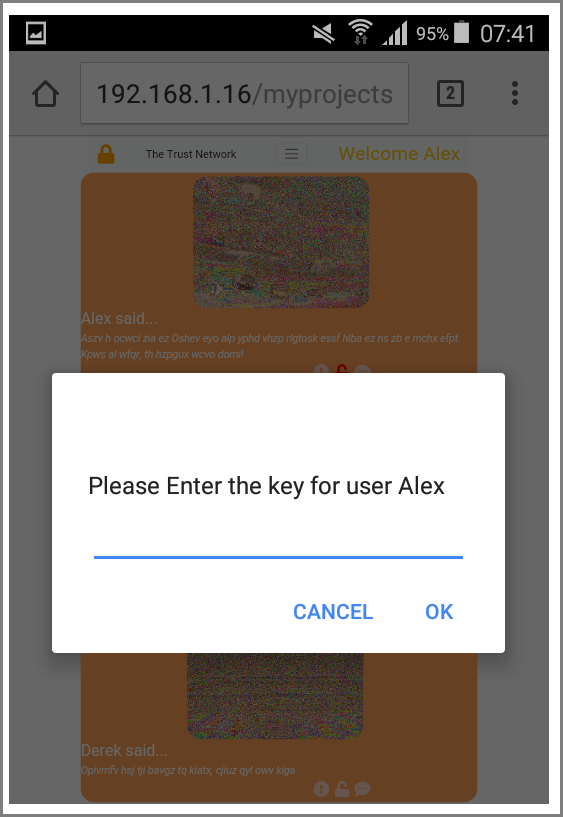 95% 07:41
192.168.1.16/myprojects 2
The Trust Network Welcome Alex
Alex said...
Aszv h ocwci zia ez Oshev eyo alp yphd vhzp rlgtosk essf hlba ez ns zb e mchx efpt.
Kpws al wfqr, th hzpgux wcvo domi!
Please Enter the key for user Alex
CANCEL OK
Derek said...
Opivmfv hsj tji bavgz tq kiatx, ojiuz qyl owv kiga